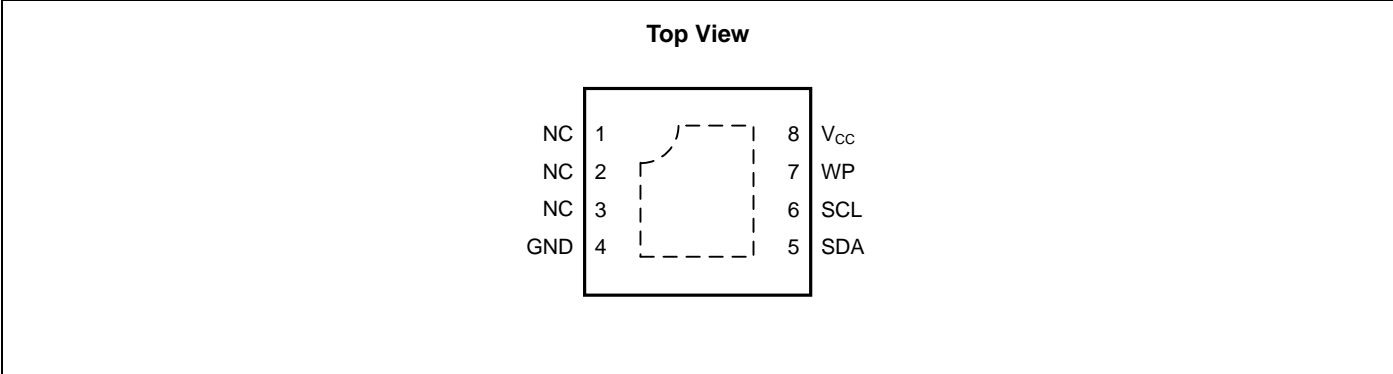 Top View
NC 1 8 VCC
NC 2 7 WP
NC 3 6 SCL
GND 4 5 SDA